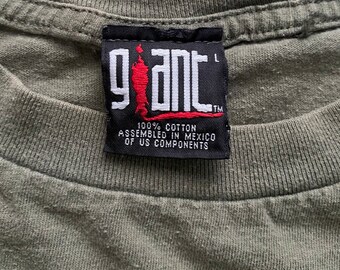 giant L
TM
100% COTTON
ASSEMBLED IN MEXICO
OF US COMPONENTS